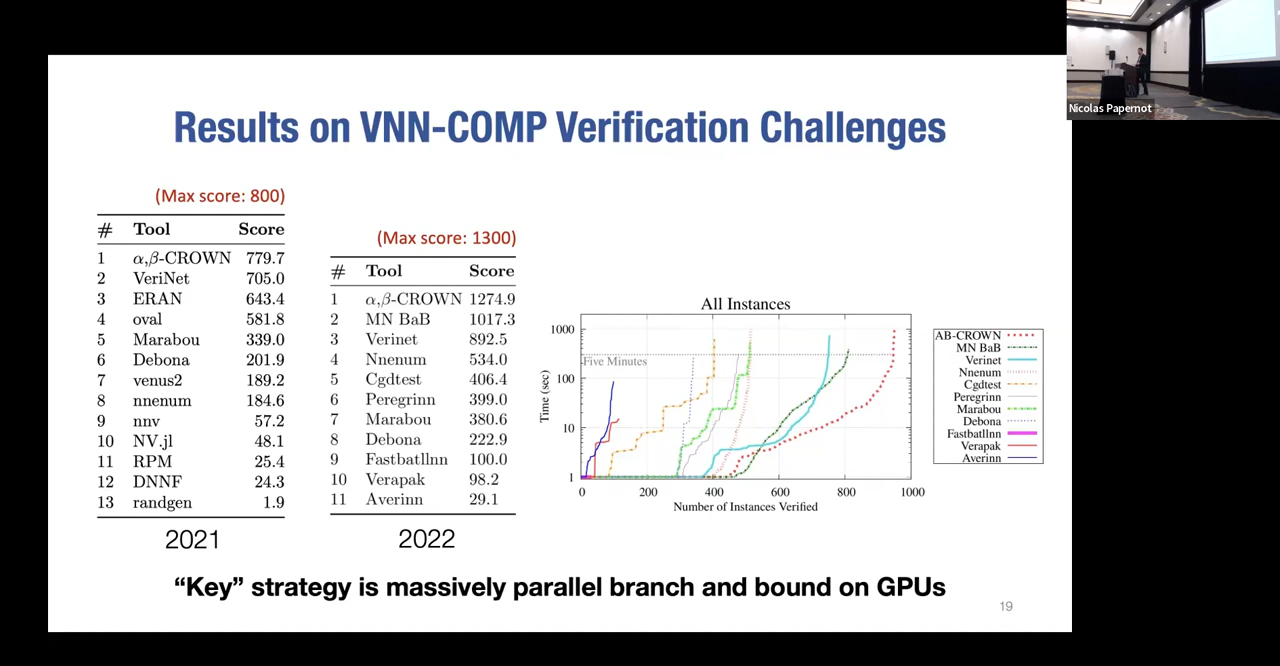 Nicolas Papernot
Results on VNN-COMP Verification Challenges
(Max score: 800)
# Tool Score
1 α,β-CROWN 779.7
2 VeriNet 705.0
3 ERAN 643.4
4 oval 581.8
5 Marabou 339.0
6 Debona 201.9
7 venus2 189.2
8 nnenum 184.6
9 nnv 57.2
10 NV.jl 48.1
11 RPM 25.4
12 DNNF 24.3
13 randgen 1.9
2021
(Max score: 1300)
# Tool Score
1 α,β-CROWN 1274.9
2 MN BaB 1017.3
3 Verinet 892.5
4 Nnenum 534.0
5 Cgdtest 406.4
6 Peregrinn 399.0
7 Marabou 380.6
8 Debona 222.9
9 Fastbatllnn 100.0
10 Verapak 98.2
11 Averinn 29.1
2022
All Instances
1000
Five Minutes
100
10
1
Time (sec)
0 200 400 600 800 1000
Number of Instances Verified
AB-CROWN
MN BaB
Verinet
Nnenum
Cgdtest
Peregrinn
Marabou
Debona
Fastbatllnn
Verapak
Averinn
“Key” strategy is massively parallel branch and bound on GPUs
19